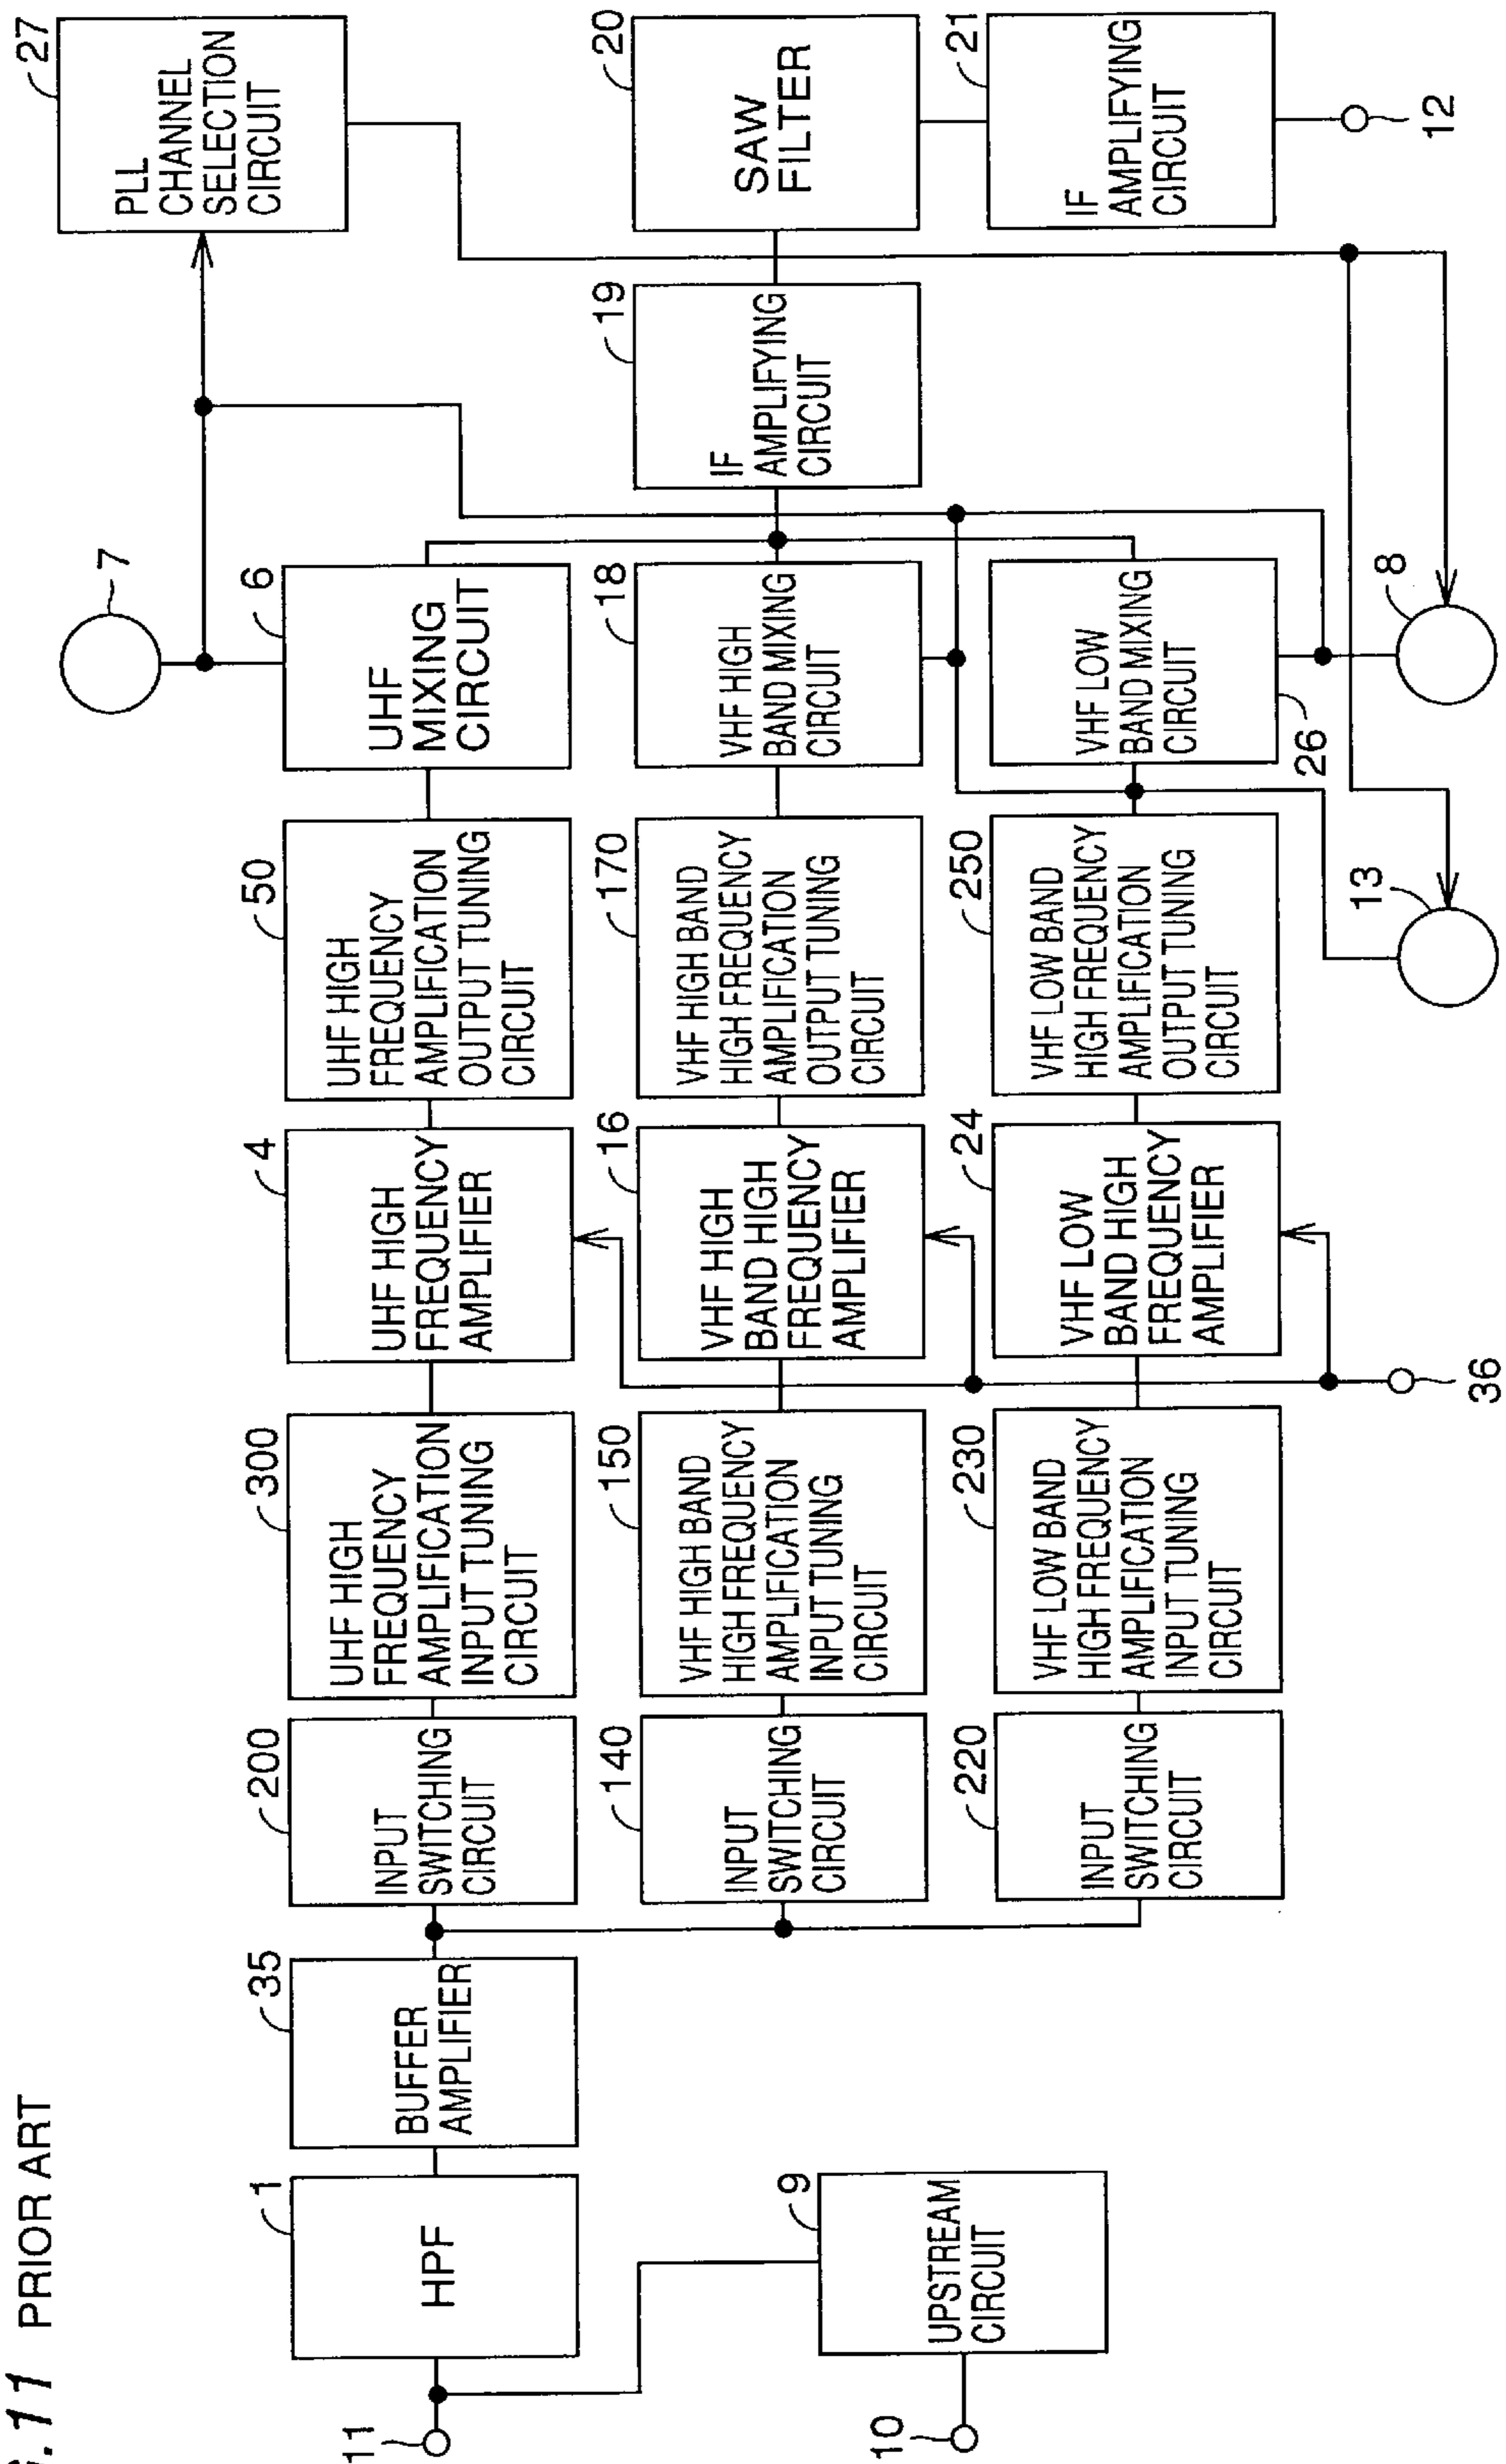 G. 11 PRIOR ART
11
1
HPF
10
9
UPSTREAM
CIRCUIT
35
BUFFER
AMPLIFIER
200
INPUT
SWITCHING
CIRCUIT
140
INPUT
SWITCHING
CIRCUIT
220
INPUT
SWITCHING
CIRCUIT
300
UHF HIGH
FREQUENCY
AMPLIFICATION
INPUT TUNING
CIRCUIT
150
VHF HIGH BAND
HIGH FREQUENCY
AMPLIFICATION
INPUT TUNING
CIRCUIT
230
VHF LOW BAND
HIGH FREQUENCY
AMPLIFICATION
INPUT TUNING
CIRCUIT
4
UHF HIGH
FREQUENCY
AMPLIFIER
16
VHF HIGH
BAND HIGH
FREQUENCY
AMPLIFIER
24
VHF LOW
BAND HIGH
FREQUENCY
AMPLIFIER
36
50
UHF HIGH
FREQUENCY
AMPLIFICATION
OUTPUT TUNING
CIRCUIT
170
VHF HIGH BAND
HIGH FREQUENCY
AMPLIFICATION
OUTPUT TUNING
CIRCUIT
250
VHF LOW BAND
HIGH FREQUENCY
AMPLIFICATION
OUTPUT TUNING
CIRCUIT
13
7
6
UHF
MIXING
CIRCUIT
18
VHF HIGH
BAND MIXING
CIRCUIT
VHF LOW
BAND MIXING
CIRCUIT
26
8
19
IF
AMPLIFYING
CIRCUIT
27
PLL
CHANNEL
SELECTION
CIRCUIT
20
SAW
FILTER
21
IF
AMPLIFYING
CIRCUIT
12